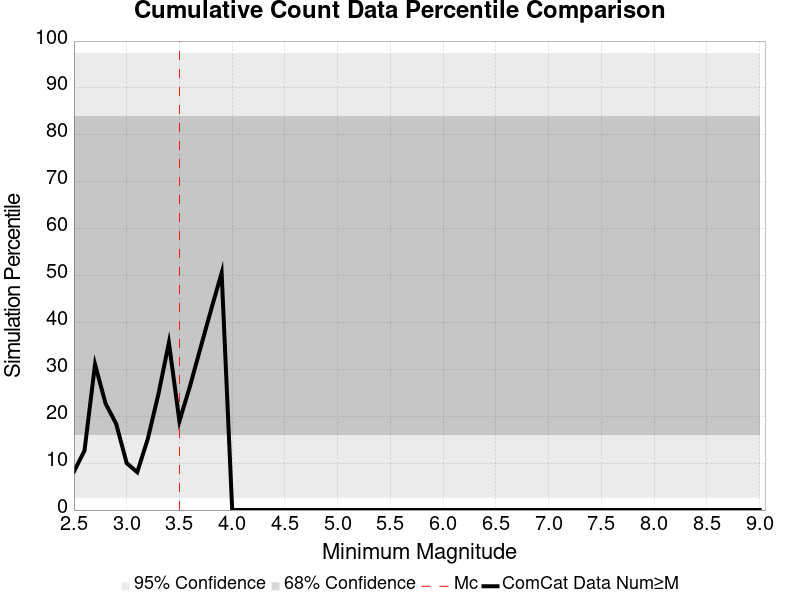 Cumulative Count Data Percentile Comparison
100
90
80
70
60
50
40
30
20
10
0
Simulation Percentile
2.5 3.0 3.5 4.0 4.5 5.0 5.5 6.0 6.5 7.0 7.5 8.0 8.5 9.0
Minimum Magnitude
95% Confidence 68% Confidence Mc ComCat Data Num≥M